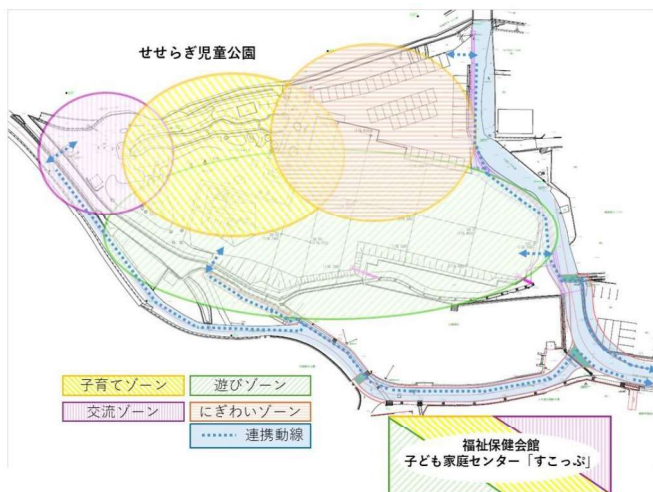 せせらぎ児童公園
子育てゾーン
遊びゾーン
交流ゾーン
にぎわいゾーン
連携動線
福祉保健会館
子ども家庭センター「すこっぷ」